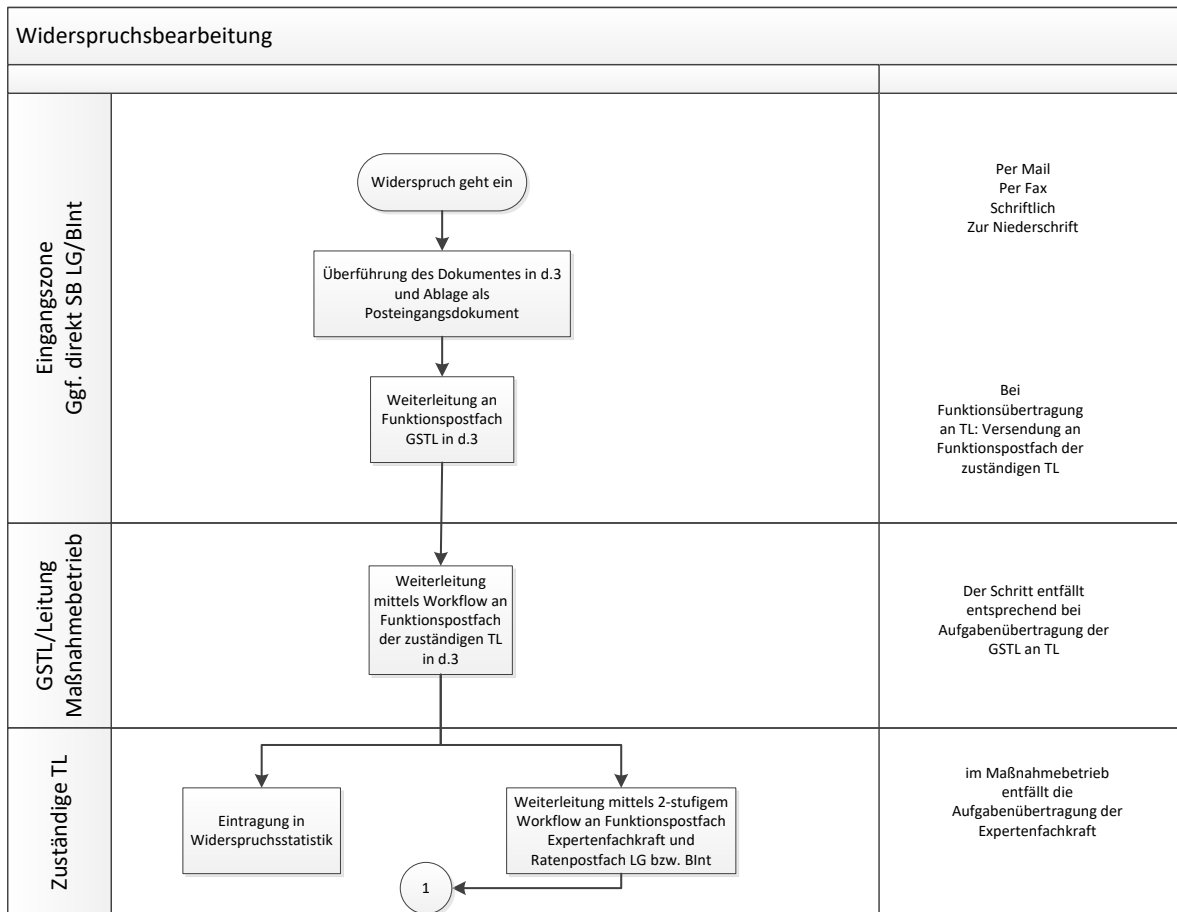 Widerspruchsbearbeitung
Eingangszone
Ggf. direkt SB LG/BInt
Widerspruch geht ein
Per Mail
Per Fax
Schriftlich
Zur Niederschrift
Überführung des Dokumentes in d.3
und Ablage als
Posteingangsdokument
Weiterleitung an
Funktionspostfach
GSTL in d.3
Bei
Funktionsübertragung
an TL: Versendung an
Funktionspostfach der
zuständigen TL
GSTL/Leitung
Maßnahmebetrieb
Weiterleitung
mittels Workflow an
Funktionspostfach
der zuständigen TL
in d.3
Der Schritt entfällt
entsprechend bei
Aufgabenübertragung der
GSTL an TL
Zuständige TL
Eintragung in
Widerspruchsstatistik
Weiterleitung mittels 2-stufigem
Workflow an Funktionspostfach
Expertenfachkraft und
Ratenpostfach LG bzw. BInt
im Maßnahmebetrieb
entfällt die
Aufgabenübertragung der
Expertenfachkraft
1